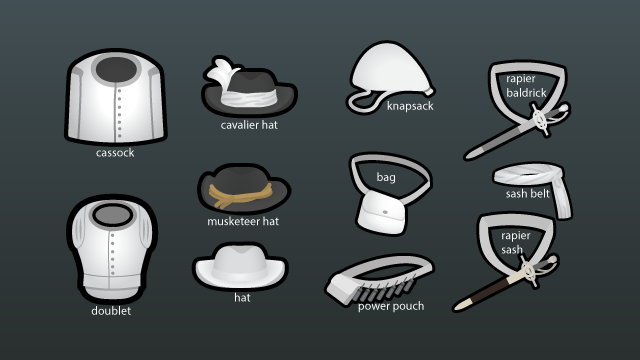 cassock
cavalier hat
knapsack
rapier
baldrick
musketeer hat
bag
sash belt
doublet
hat
power pouch
rapier
sash